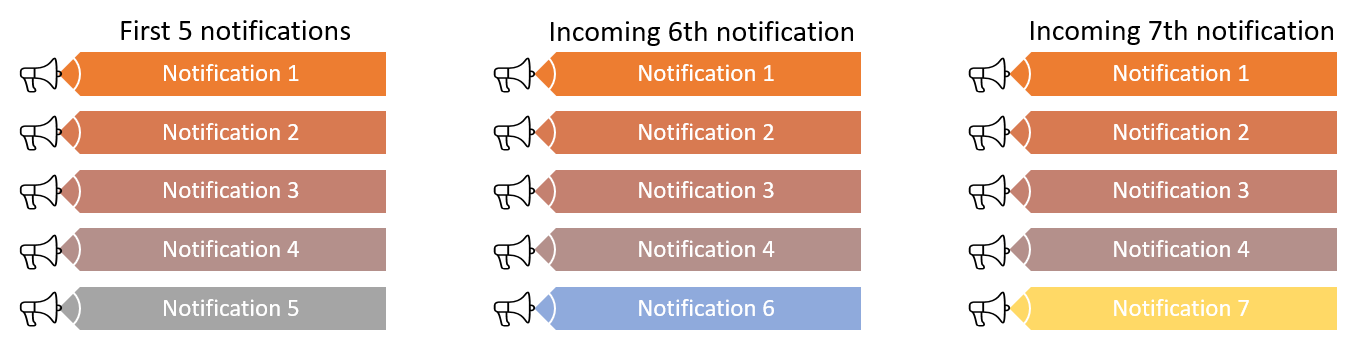 First 5 notifications
Notification 1
Notification 2
Notification 3
Notification 4
Notification 5
Incoming 6th notification
Notification 1
Notification 2
Notification 3
Notification 4
Notification 6
Incoming 7th notification
Notification 1
Notification 2
Notification 3
Notification 4
Notification 7